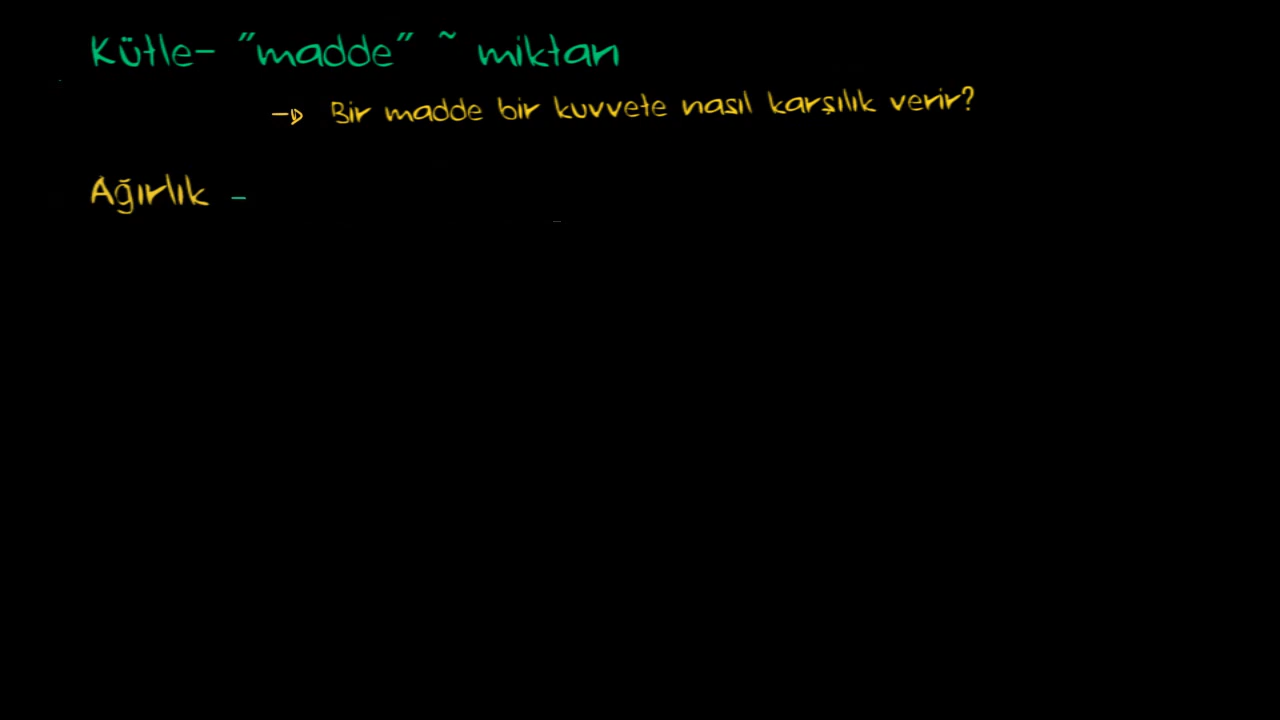 Kütle- "madde" ~ miktarı
→ Bir madde bir kuvvete nasıl karşılık verir?
Ağırlık -